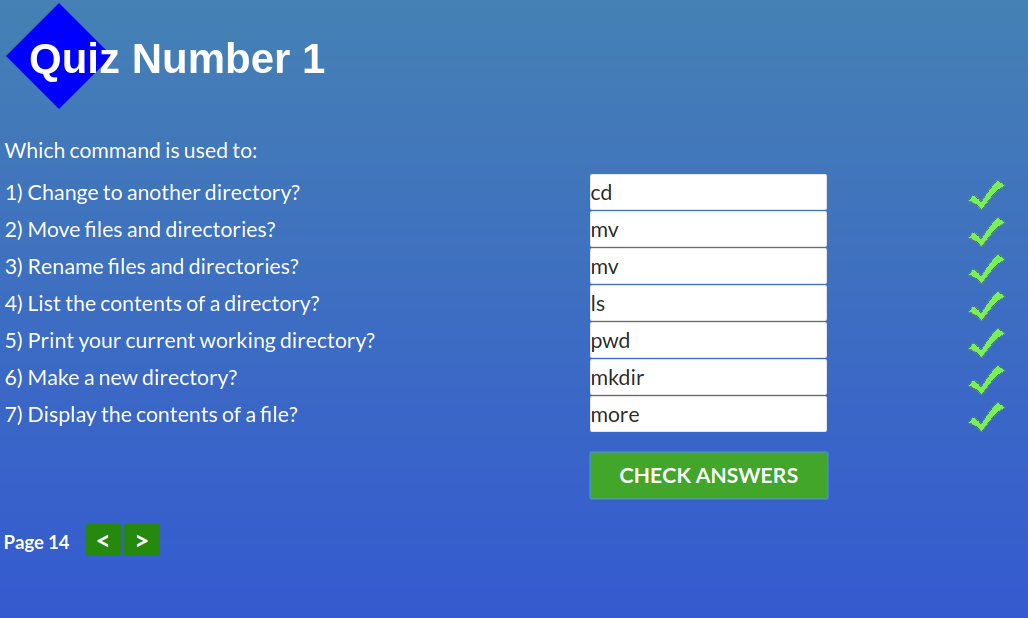 Quiz Number 1
Which command is used to:
1) Change to another directory? cd
2) Move files and directories? mv
3) Rename files and directories? mv
4) List the contents of a directory? ls
5) Print your current working directory? pwd
6) Make a new directory? mkdir
7) Display the contents of a file? more
CHECK ANSWERS
Page 14 < >